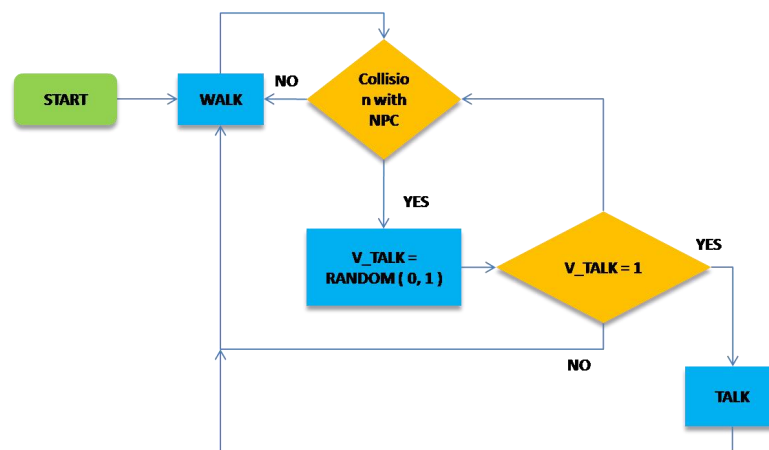 START
WALK
NO
Collisio
n with
NPC
YES
V_TALK =
RANDOM ( 0, 1 )
V_TALK = 1
YES
NO
TALK